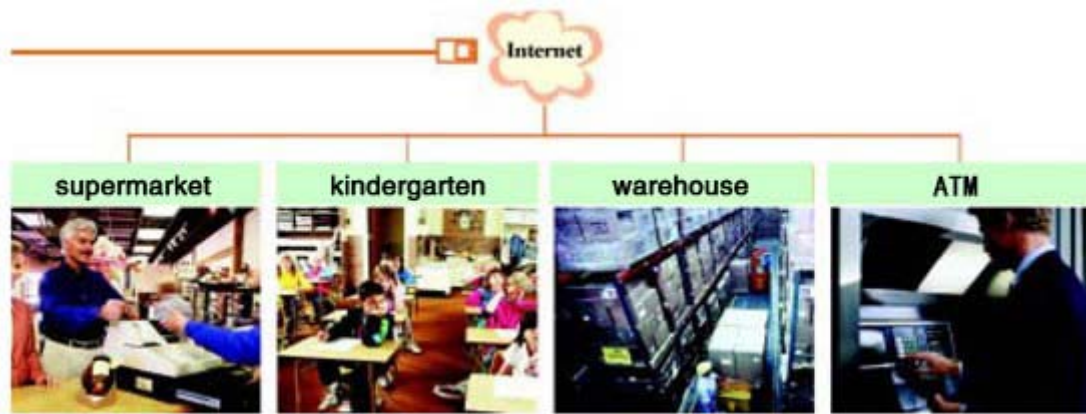 Internet
supermarket
kindergarten
warehouse
ATM